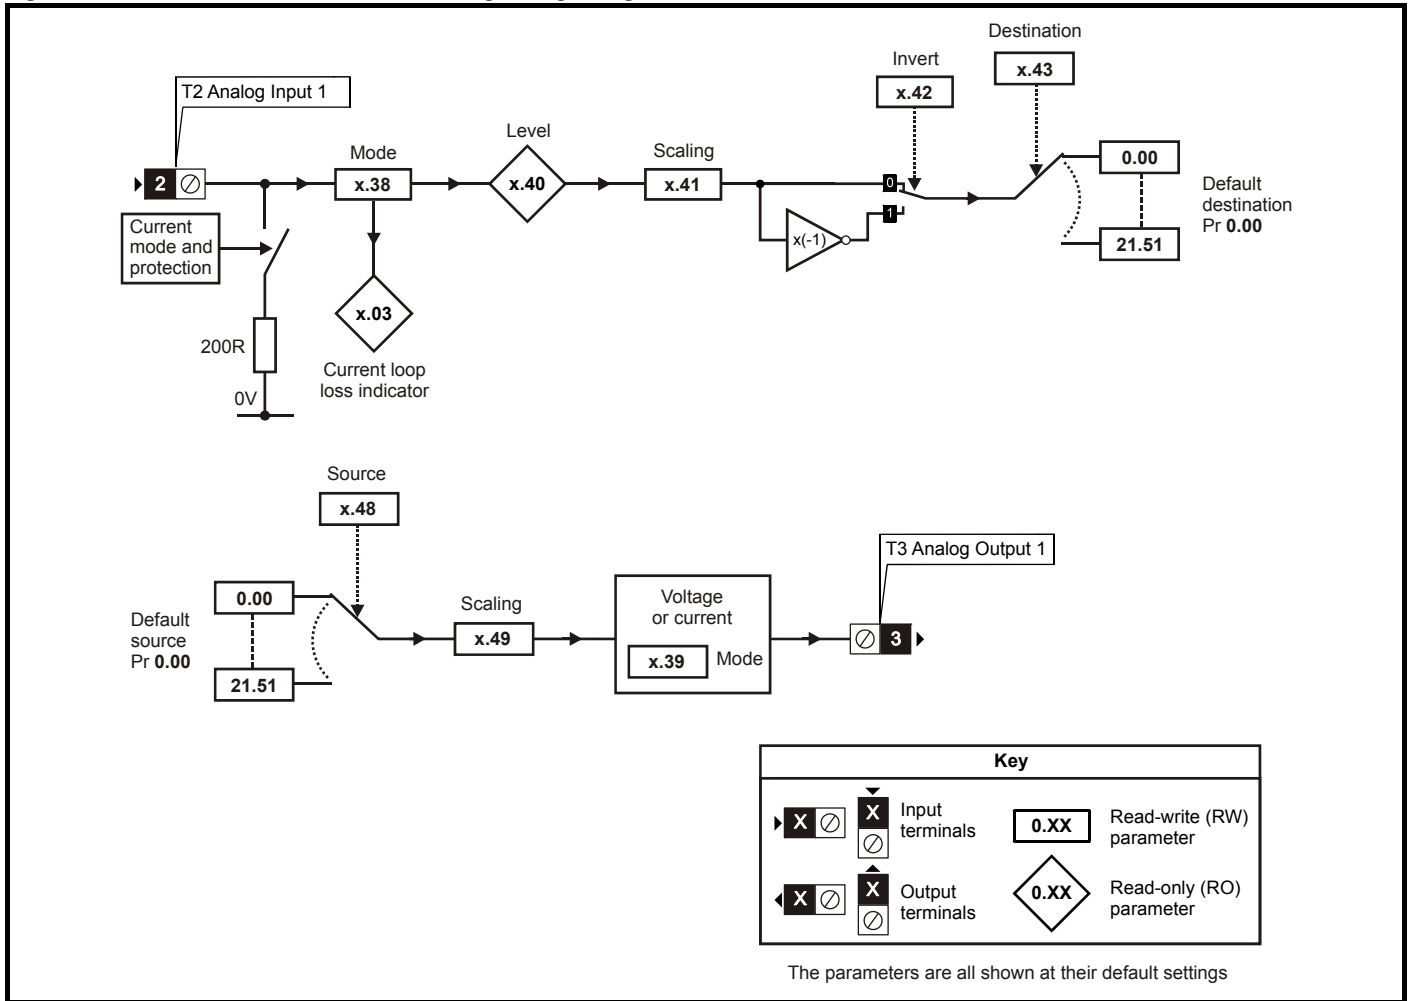 Destination
x.43
Invert
x.42
T2 Analog Input 1
Level
Mode
Scaling
2
x.38
x.40
x.41
0
1
x(-1)
0.00
21.51
Default
destination
Pr 0.00
Current
mode and
protection
x.03
200R
0V
Current loop
loss indicator
Source
x.48
T3 Analog Output 1
0.00
21.51
Default
source
Pr 0.00
Scaling
x.49
Voltage
or current
x.39
Mode
3
Key
X
X
Input
terminals
0.XX
Read-write (RW)
parameter
X
X
Output
terminals
0.XX
Read-only (RO)
parameter
The parameters are all shown at their default settings